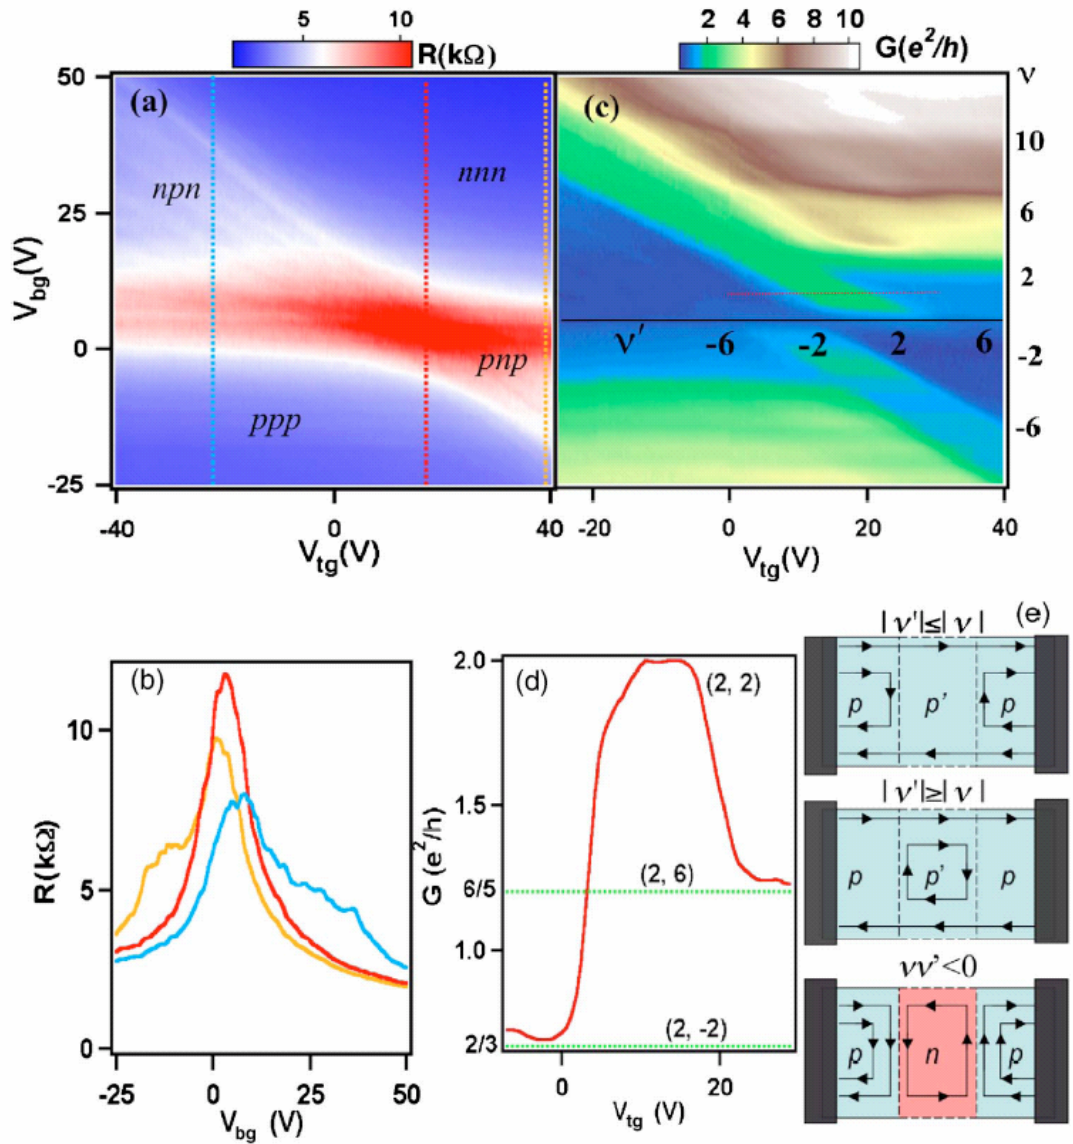 5 10
R(kΩ)
2 4 6 8 10
G(e²/h)
50
25
0
-25
V_bg(V)
(a)
npn
nnn
pnp
ppp
-40 0 40
V_tg(V)
(c)
ν
10
6
2
-2
-6
ν' -6 -2 2 6
-20 0 20 40
V_tg(V)
(b)
10
5
0
R(kΩ)
-25 0 25 50
V_bg(V)
(d)
2.0
1.5
6/5
1.0
2/3
G (e²/h)
(2, 2)
(2, 6)
(2, -2)
0 20
V_tg (V)
(e)
|ν'|≤|ν|
p p' p
|ν'|≥|ν|
p p' p
νν'<0
p n p